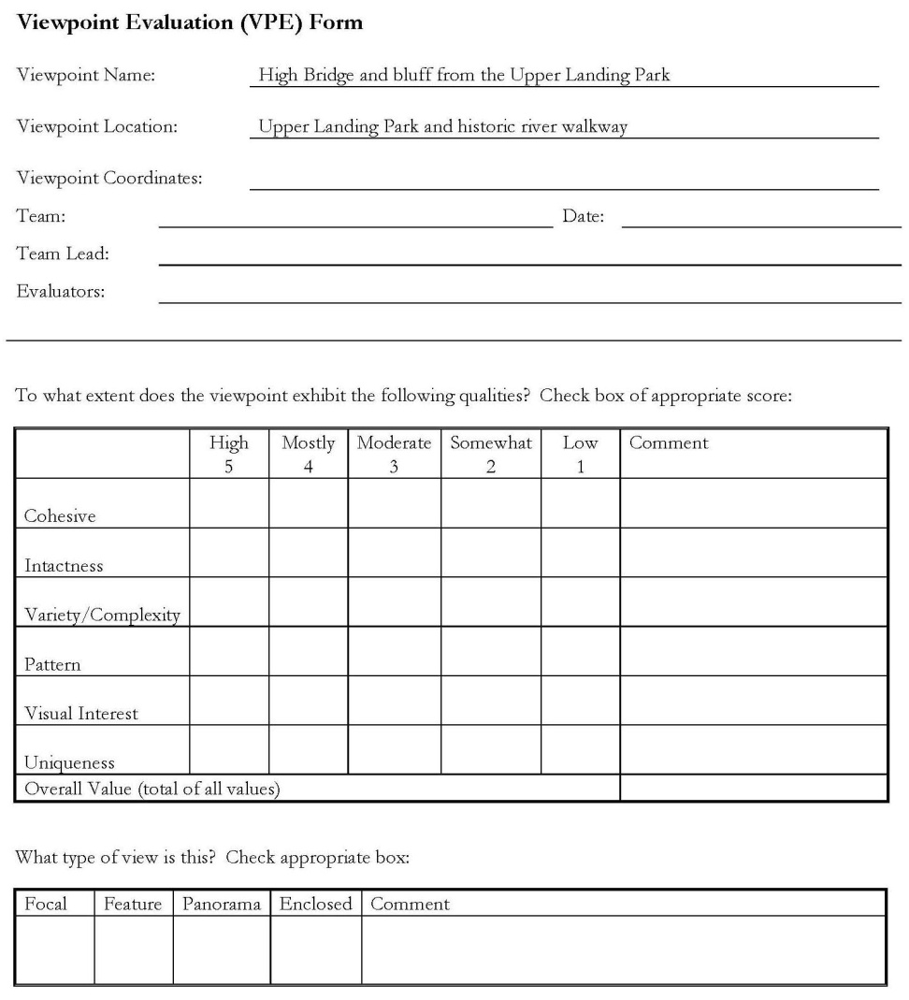 Viewpoint Evaluation (VPE) Form
Viewpoint Name: High Bridge and bluff from the Upper Landing Park
Viewpoint Location: Upper Landing Park and historic river walkway
Viewpoint Coordinates:
Team: Date:
Team Lead:
Evaluators:
To what extent does the viewpoint exhibit the following qualities? Check box of appropriate score:
High Mostly Moderate Somewhat Low Comment
5 4 3 2 1
Cohesive
Intactness
Variety/Complexity
Pattern
Visual Interest
Uniqueness
Overall Value (total of all values)
What type of view is this? Check appropriate box:
Focal Feature Panorama Enclosed Comment